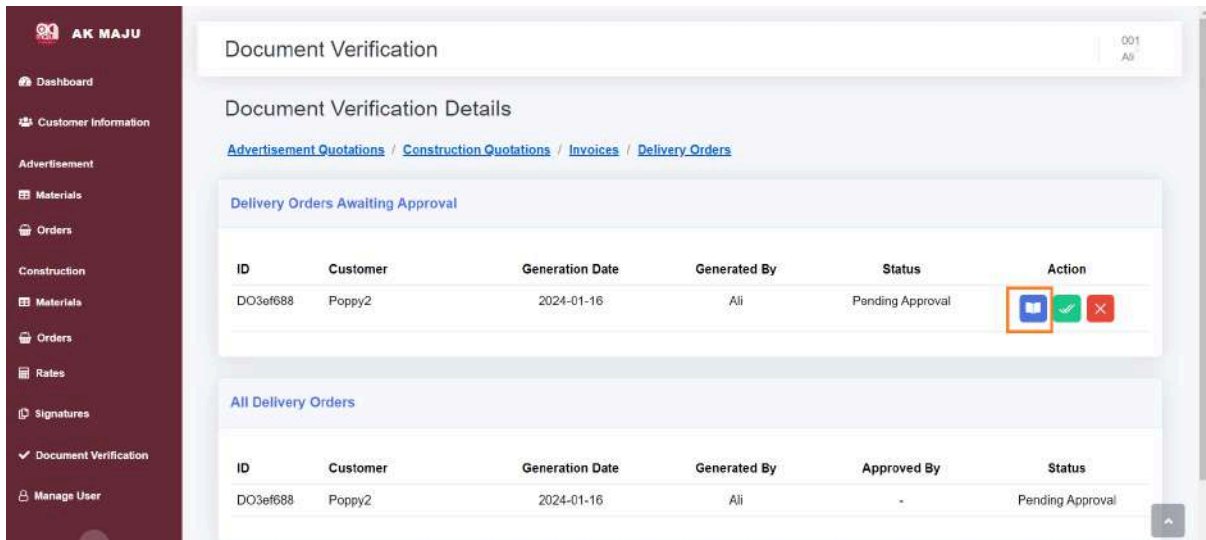 AK MAJU
Dashboard
Customer Information
Advertisement
Materials
Orders
Construction
Materials
Orders
Rates
Signatures
Document Verification
Manage User
Document Verification
001
Ali
Document Verification Details
Advertisement Quotations / Construction Quotations / Invoices / Delivery Orders
Delivery Orders Awaiting Approval
ID Customer Generation Date Generated By Status Action
DO3ef688 Poppy2 2024-01-16 Ali Pending Approval
All Delivery Orders
ID Customer Generation Date Generated By Approved By Status
DO3ef688 Poppy2 2024-01-16 Ali - Pending Approval